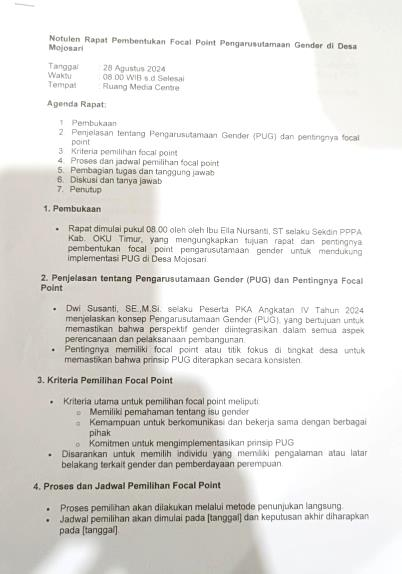 Notulen Rapat Pembentukan Focal Point Pengarusutamaan Gender di Desa
Mojosari
Tanggal : 28 Agustus 2024
Waktu : 08.00 WIB s.d Selesai
Tempat : Ruang Media Centre
Agenda Rapat:
1. Pembukaan
2. Penjelasan tentang Pengarusutamaan Gender (PUG) dan pentingnya focal
point
3. Kriteria pemilihan focal point
4. Proses dan jadwal pemilihan focal point
5. Pembagian tugas dan tanggung jawab
6. Diskusi dan tanya jawab
7. Penutup
1. Pembukaan
• Rapat dimulai pukul 08.00 oleh oleh Ibu Ella Nursanti, ST selaku Sekdin PPPA
Kab. OKU Timur, yang mengungkapkan tujuan rapat dan pentingnya
pembentukan focal point pengarusutamaan gender untuk mendukung
implementasi PUG di Desa Mojosari.
2. Penjelasan tentang Pengarusutamaan Gender (PUG) dan Pentingnya Focal
Point
• Dwi Susanti, SE.,M.Si. selaku Peserta PKA Angkatan IV Tahun 2024
menjelaskan konsep Pengarusutamaan Gender (PUG), yang bertujuan untuk
memastikan bahwa perspektif gender diintegrasikan dalam semua aspek
perencanaan dan pelaksanaan pembangunan.
• Pentingnya memiliki focal point atau titik fokus di tingkat desa untuk
memastikan bahwa prinsip PUG diterapkan secara konsisten.
3. Kriteria Pemilihan Focal Point
• Kriteria utama untuk pemilihan focal point meliputi:
o Memiliki pemahaman tentang isu gender
o Kemampuan untuk berkomunikasi dan bekerja sama dengan berbagai
pihak
o Komitmen untuk mengimplementasikan prinsip PUG
• Disarankan untuk memilih individu yang memiliki pengalaman atau latar
belakang terkait gender dan pemberdayaan perempuan.
4. Proses dan Jadwal Pemilihan Focal Point
• Proses pemilihan akan dilakukan melalui metode penunjukan langsung.
• Jadwal pemilihan akan dimulai pada [tanggal] dan keputusan akhir diharapkan
pada [tanggal].